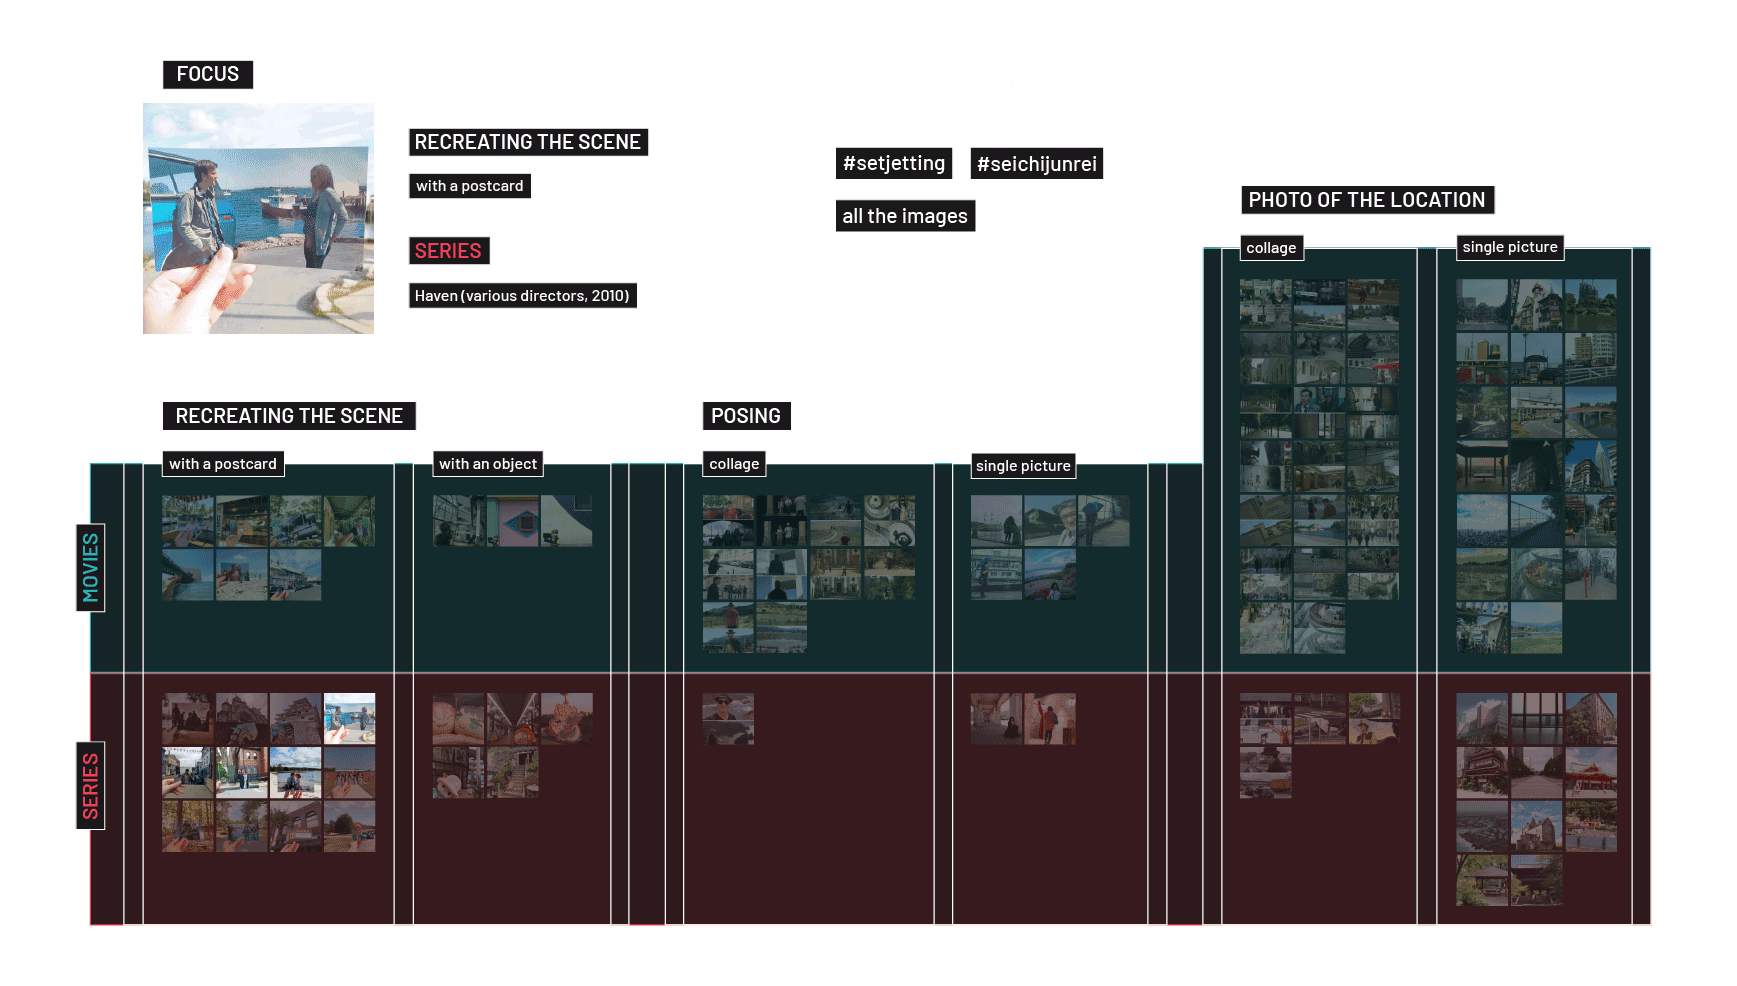 FOCUS
RECREATING THE SCENE
with a postcard
SERIES
Haven (various directors, 2010)
#setjetting #seichijunrei
all the images
PHOTO OF THE LOCATION
collage single picture
RECREATING THE SCENE POSING
with a postcard with an object collage single picture
MOVIES
SERIES